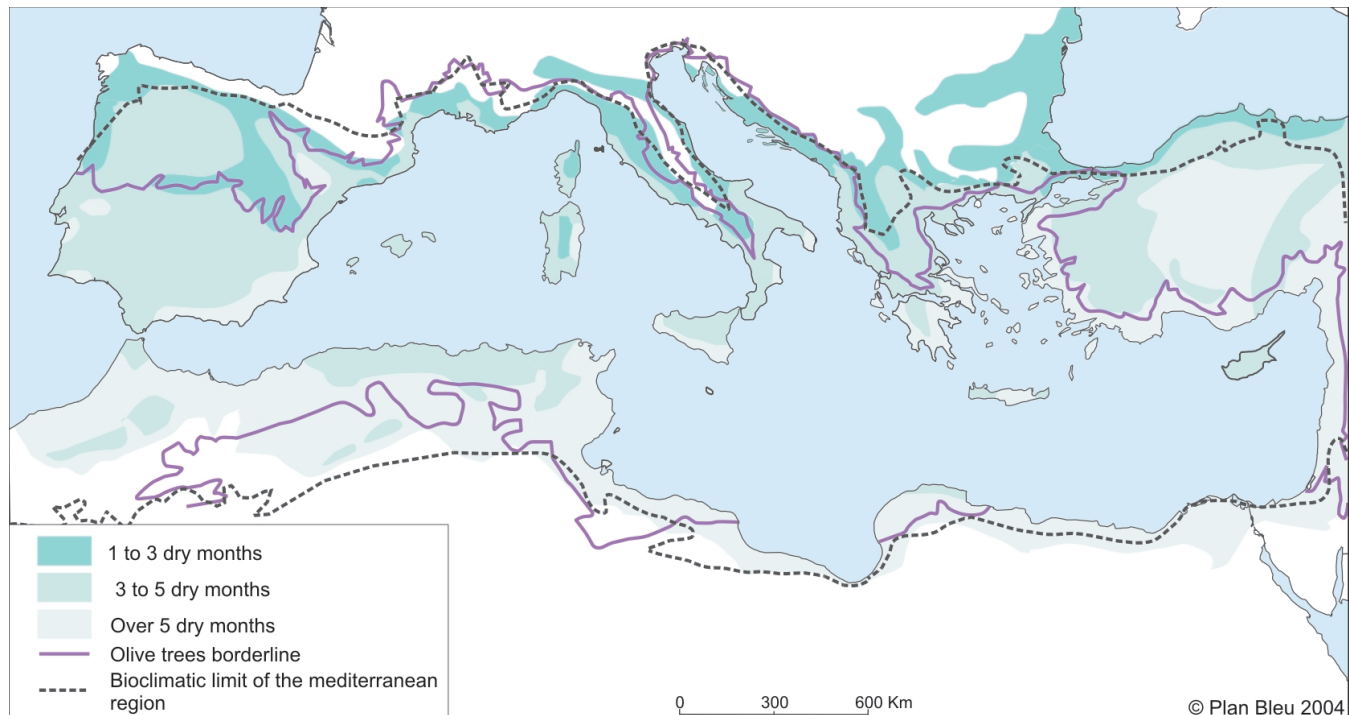 1 to 3 dry months
3 to 5 dry months
Over 5 dry months
Olive trees borderline
Bioclimatic limit of the mediterranean
region
0 300 600 Km
© Plan Bleu 2004